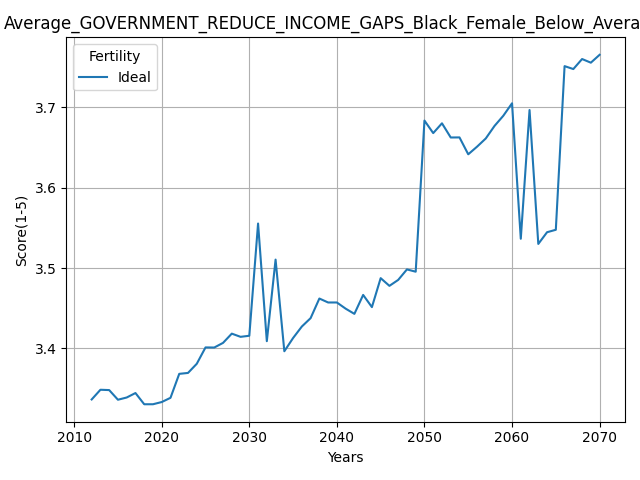 Average_GOVERNMENT_REDUCE_INCOME_GAPS_Black_Female_Below_Avera
Fertility
Ideal
Score(1-5)
3.7
3.6
3.5
3.4
2010 2020 2030 2040 2050 2060 2070
Years